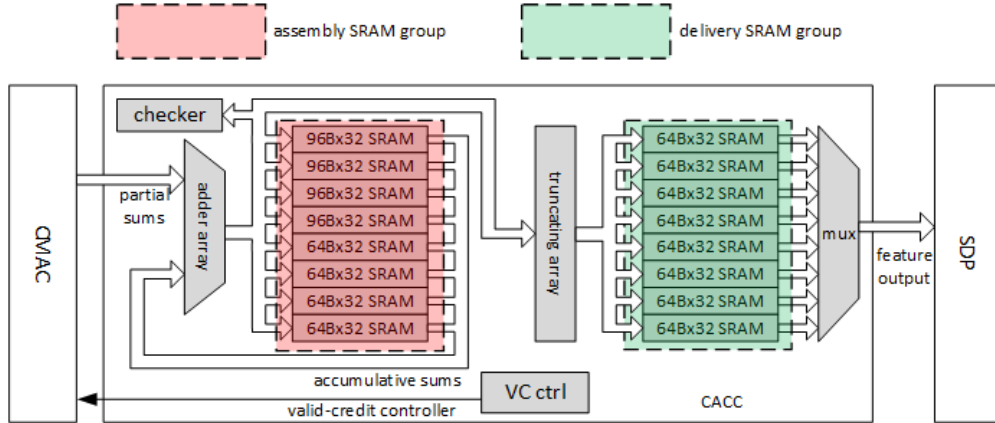 assembly SRAM group
delivery SRAM group
CMAC
checker
partial
sums
adder array
96Bx32 SRAM
96Bx32 SRAM
96Bx32 SRAM
96Bx32 SRAM
64Bx32 SRAM
64Bx32 SRAM
64Bx32 SRAM
64Bx32 SRAM
truncating array
64Bx32 SRAM
64Bx32 SRAM
64Bx32 SRAM
64Bx32 SRAM
64Bx32 SRAM
64Bx32 SRAM
64Bx32 SRAM
64Bx32 SRAM
mux
feature
output
SDP
accumulative sums
VC ctrl
valid-credit controller
CACC